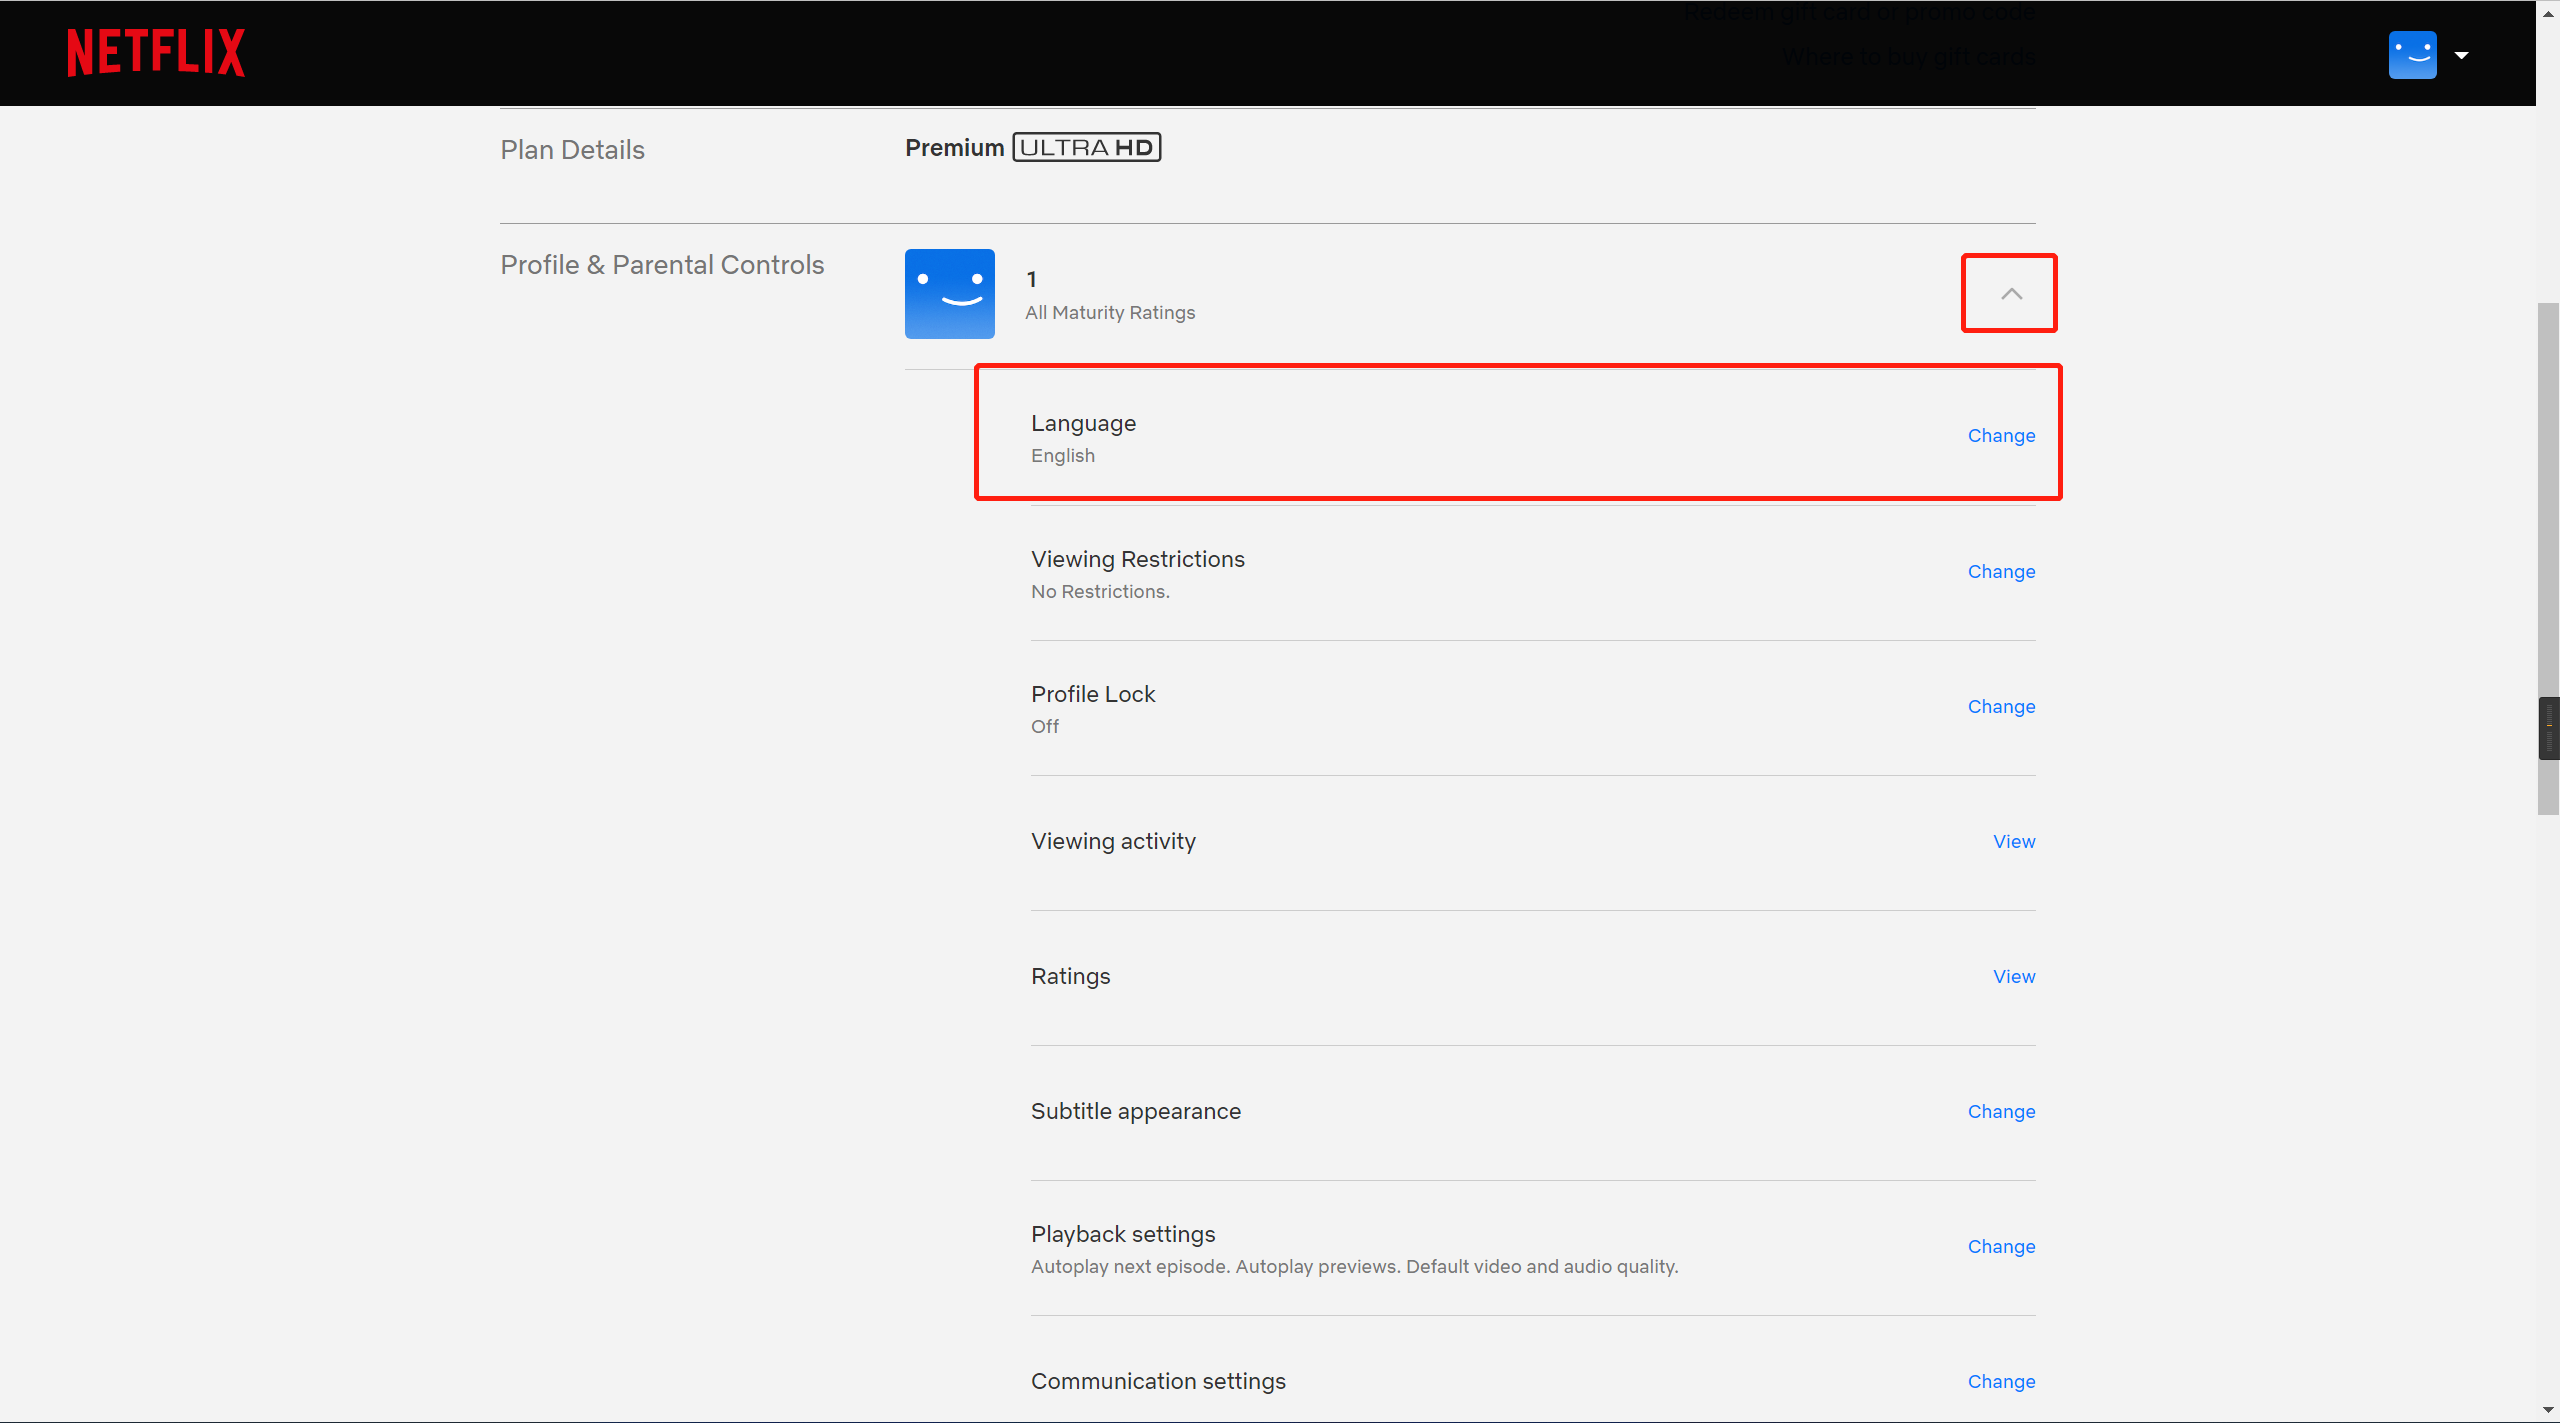 Redeem gift card or promo code
NETFLIX
Where to buy gift cards
Plan Details
Premium ULTRA HD
Profile & Parental Controls
1
All Maturity Ratings
Language
English
Change
Viewing Restrictions
No Restrictions.
Change
Profile Lock
Off
Change
Viewing activity
View
Ratings
View
Subtitle appearance
Change
Playback settings
Autoplay next episode. Autoplay previews. Default video and audio quality.
Change
Communication settings
Change